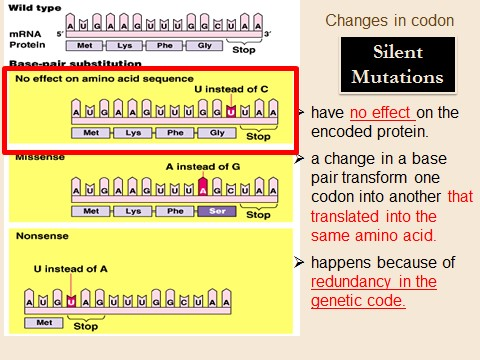 Wild type
mRNA 5' A U G A A G U U U G G C U A A 3'
Protein Met Lys Phe Gly Stop
Base-pair substitution
No effect on amino acid sequence
U instead of C
A U G A A G U U U G G U U A A
Met Lys Phe Gly Stop
Missense
A instead of G
A U G A A G U U U A G C U A A
Met Lys Phe Ser Stop
Nonsense
U instead of A
A U G U A G U U U G G C U A A
Met Stop
Changes in codon
Silent
Mutations
have no effect on the
encoded protein.
a change in a base
pair transform one
codon into another that
translated into the
same amino acid.
happens because of
redundancy in the
genetic code.